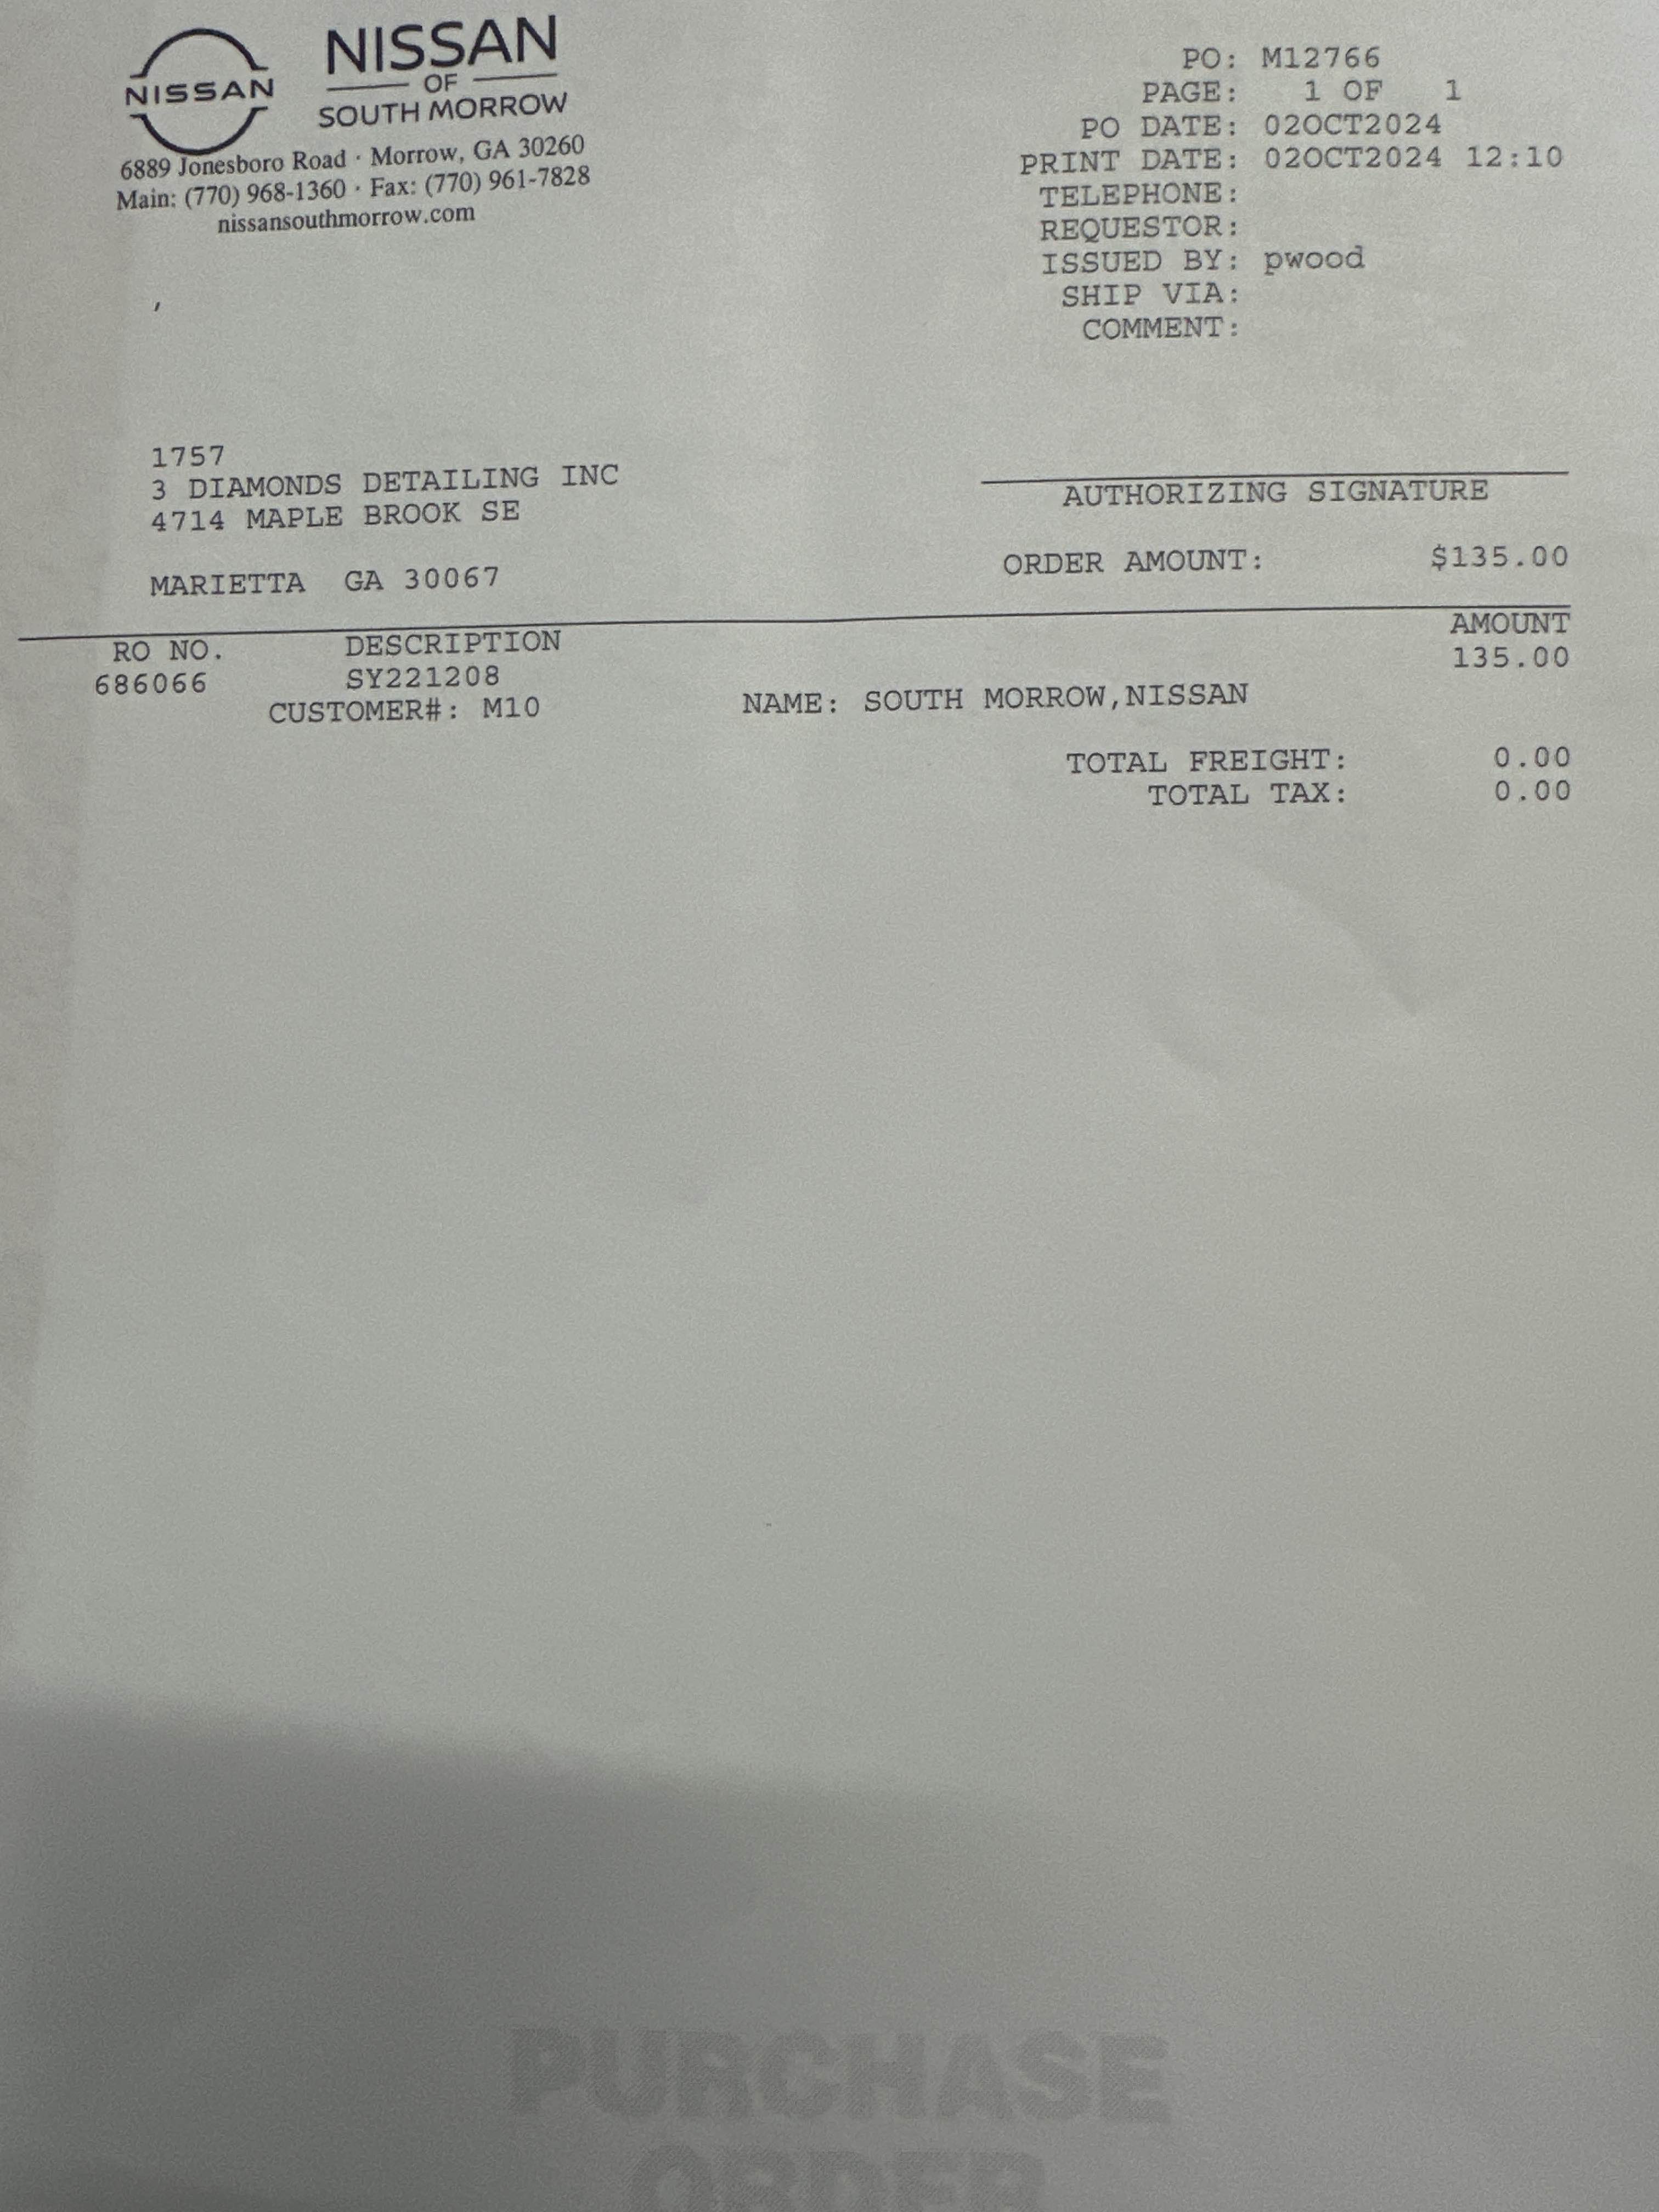 NISSAN
NISSAN
OF
SOUTH MORROW
6889 Jonesboro Road · Morrow, GA 30260
Main: (770) 968-1360 · Fax: (770) 961-7828
nissansouthmorrow.com
PO: M12766
PAGE: 1 OF 1
PO DATE: 02OCT2024
PRINT DATE: 02OCT2024 12:10
TELEPHONE:
REQUESTOR:
ISSUED BY: pwood
SHIP VIA:
COMMENT:
,
1757
3 DIAMONDS DETAILING INC
4714 MAPLE BROOK SE
MARIETTA GA 30067
AUTHORIZING SIGNATURE
ORDER AMOUNT: $135.00
RO NO. DESCRIPTION AMOUNT
686066 SY221208 135.00
CUSTOMER#: M10 NAME: SOUTH MORROW,NISSAN
TOTAL FREIGHT: 0.00
TOTAL TAX: 0.00
PURCHASE
ORDER